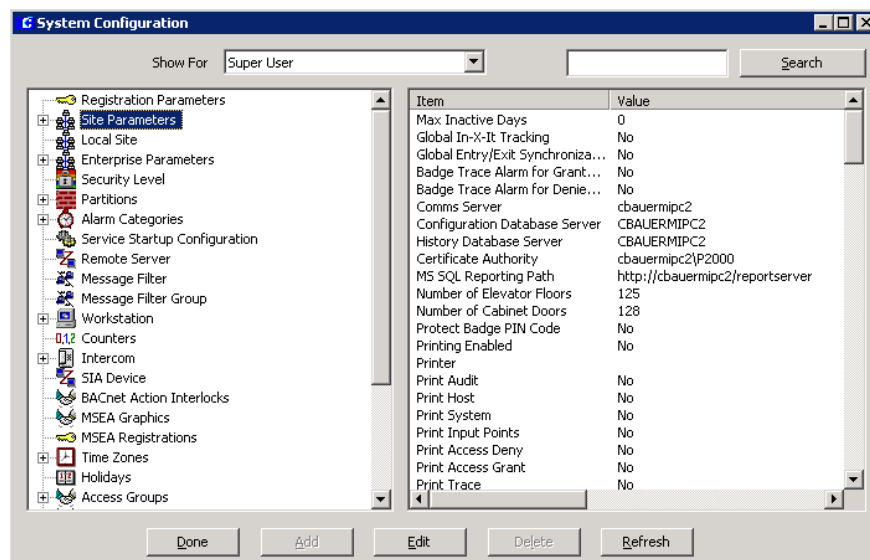 System Configuration
Show For Super User Search
Registration Parameters
Site Parameters
Local Site
Enterprise Parameters
Security Level
Partitions
Alarm Categories
Service Startup Configuration
Remote Server
Message Filter
Message Filter Group
Workstation
0,1,2 Counters
Intercom
SIA Device
BACnet Action Interlocks
MSEA Graphics
MSEA Registrations
Time Zones
Holidays
Access Groups
Item Value
Max Inactive Days 0
Global In-X-It Tracking No
Global Entry/Exit Synchroniza... No
Badge Trace Alarm for Grant... No
Badge Trace Alarm for Denie... No
Comms Server cbauermipc2
Configuration Database Server CBAUERMIPC2
History Database Server CBAUERMIPC2
Certificate Authority cbauermipc2\P2000
MS SQL Reporting Path http://cbauermipc2/reportserver
Number of Elevator Floors 125
Number of Cabinet Doors 128
Protect Badge PIN Code No
Printing Enabled No
Printer
Print Audit No
Print Host No
Print System No
Print Input Points No
Print Access Deny No
Print Access Grant No
Print Trace No
Done Add Edit Delete Refresh